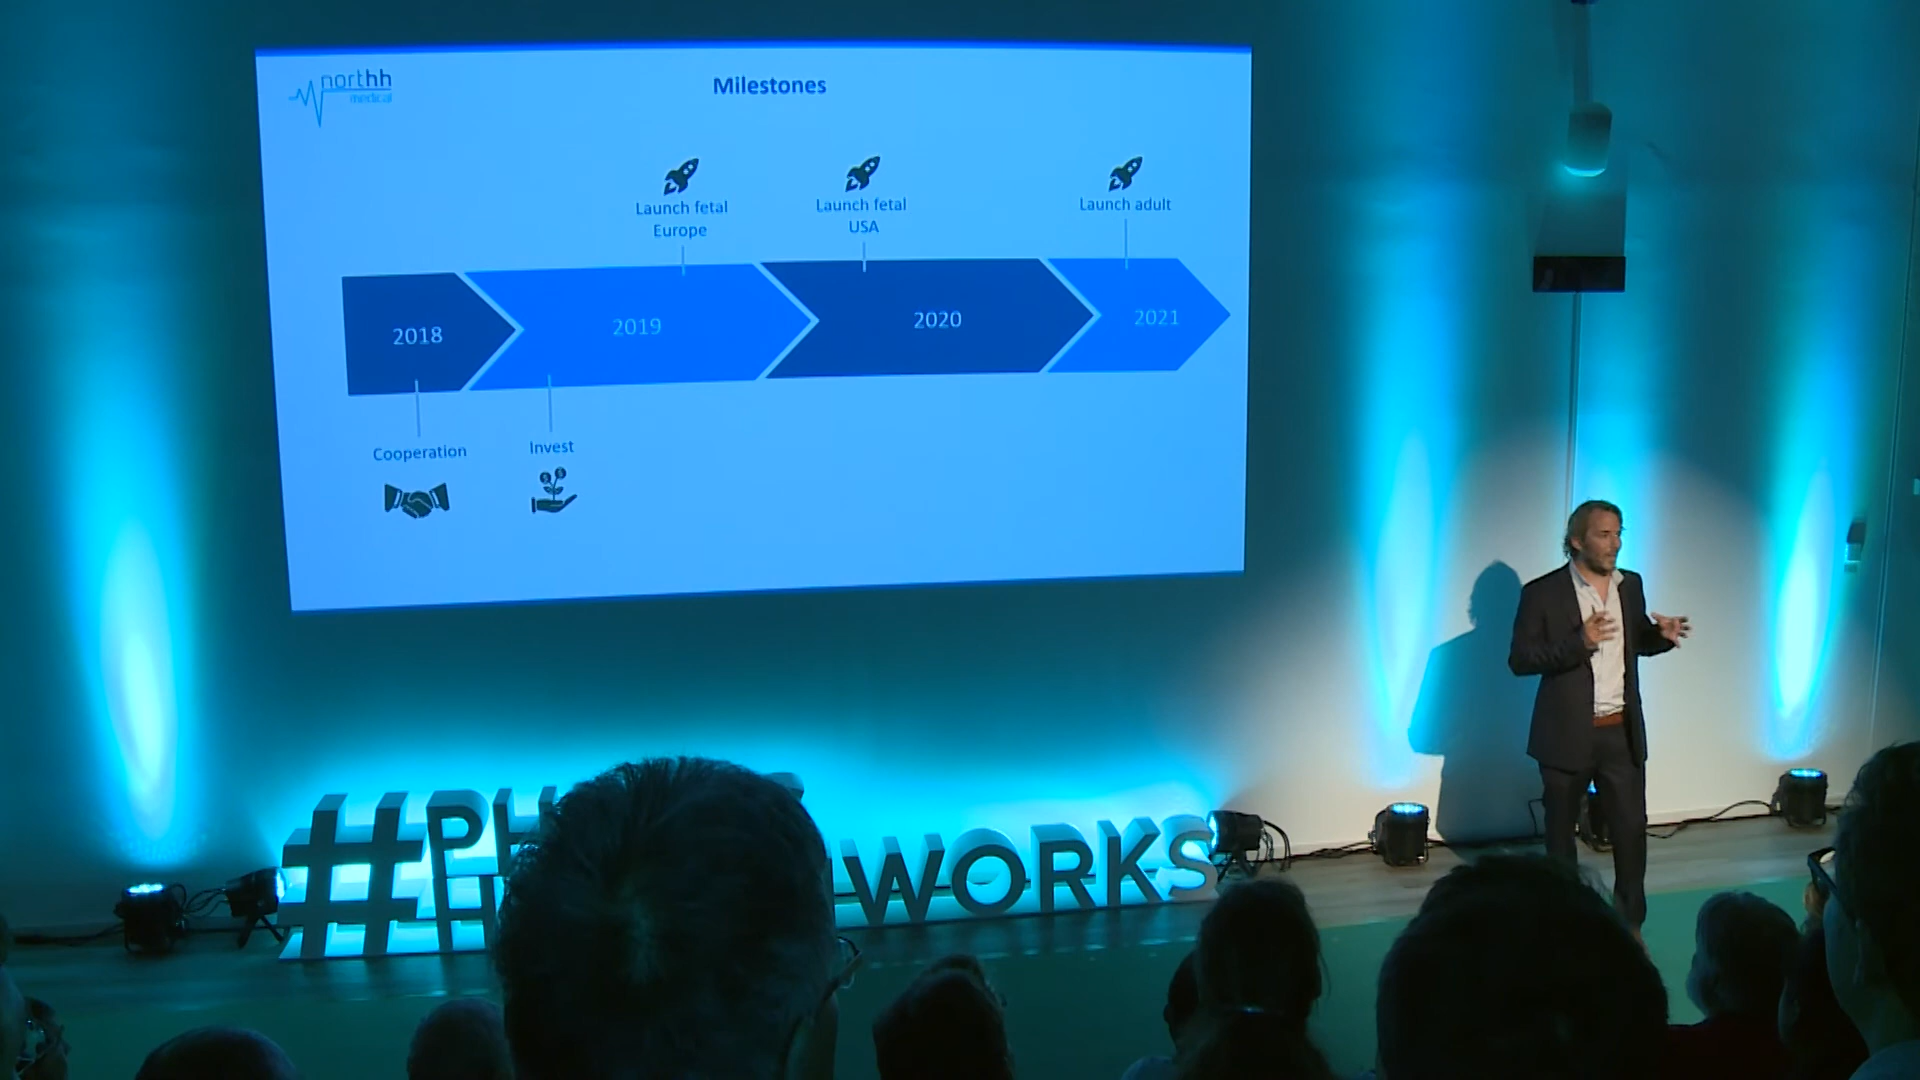 northh
medical
Milestones
Launch fetal
Europe
Launch fetal
USA
Launch adult
2018
2019
2020
2021
Cooperation
Invest
WORKS